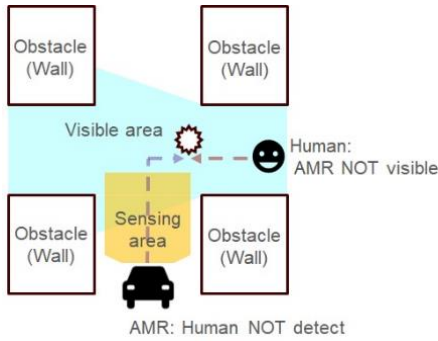 Obstacle
(Wall)
Obstacle
(Wall)
Visible area
Human:
AMR NOT visible
Obstacle
(Wall)
Sensing
area
Obstacle
(Wall)
AMR: Human NOT detect